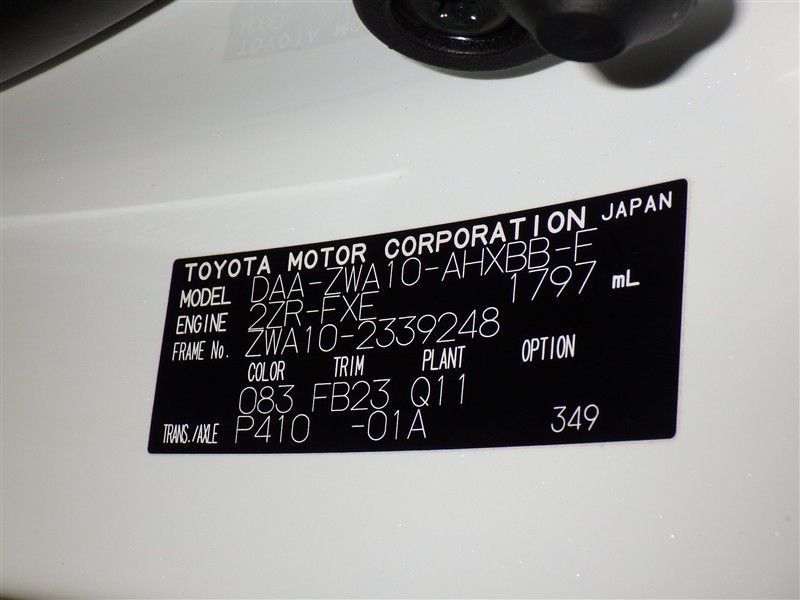 TOYOTA MOTOR CORPORATION JAPAN
MODEL DAA-ZWA10-AHXBB-F
ENGINE 2ZR-FXE 1797 mL
FRAME No. ZWA10-2339248
COLOR TRIM PLANT OPTION
083 FB23 Q11
TRANS./AXLE P410 -01A 349